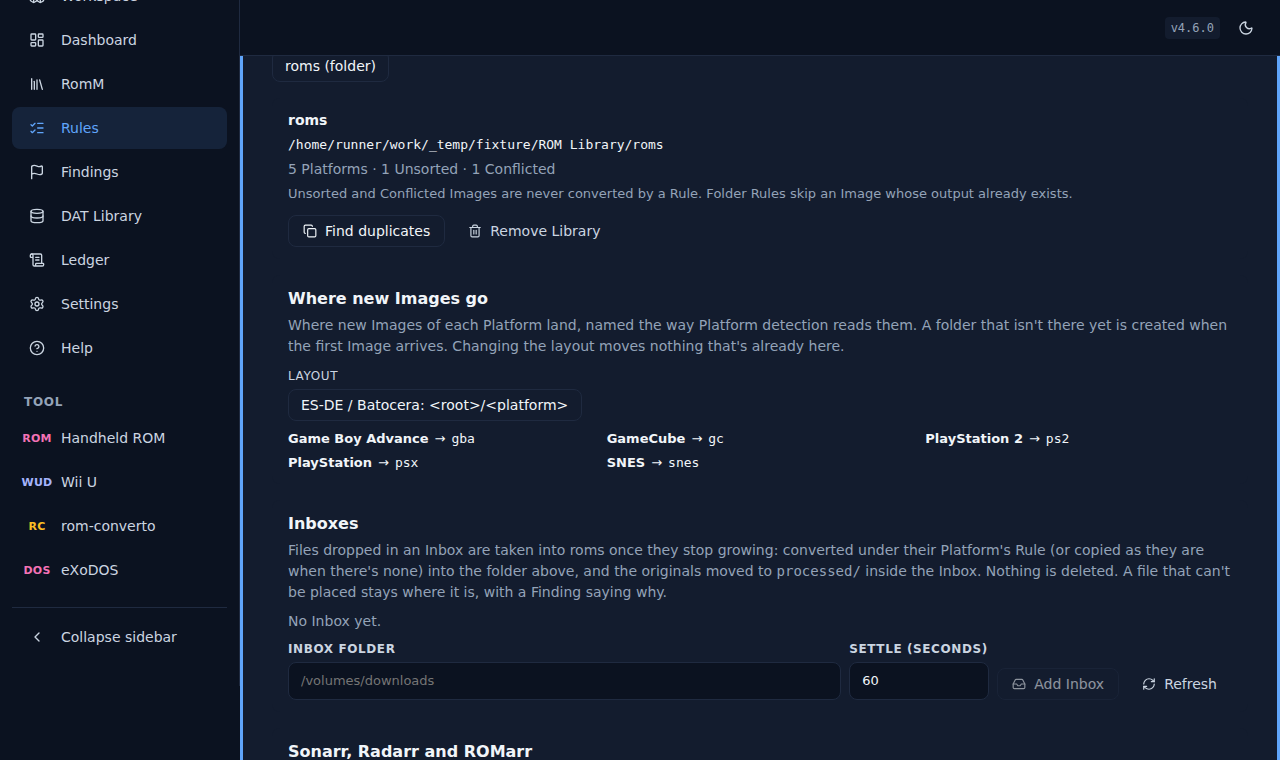 Workspace
Dashboard
RomM
Rules
Findings
DAT Library
Ledger
Settings
Help
TOOL
ROM Handheld ROM
WUD Wii U
RC rom-converto
DOS eXoDOS
Collapse sidebar
v4.6.0
roms (folder)
roms
/home/runner/work/_temp/fixture/ROM Library/roms
5 Platforms · 1 Unsorted · 1 Conflicted
Unsorted and Conflicted Images are never converted by a Rule. Folder Rules skip an Image whose output already exists.
Find duplicates
Remove Library
Where new Images go
Where new Images of each Platform land, named the way Platform detection reads them. A folder that isn't there yet is created when
the first Image arrives. Changing the layout moves nothing that's already here.
LAYOUT
ES-DE / Batocera: <root>/<platform>
Game Boy Advance → gba
GameCube → gc
PlayStation 2 → ps2
PlayStation → psx
SNES → snes
Inboxes
Files dropped in an Inbox are taken into roms once they stop growing: converted under their Platform's Rule (or copied as they are
when there's none) into the folder above, and the originals moved to processed/ inside the Inbox. Nothing is deleted. A file that can't
be placed stays where it is, with a Finding saying why.
No Inbox yet.
INBOX FOLDER
SETTLE (SECONDS)
/volumes/downloads
60
Add Inbox
Refresh
Sonarr, Radarr and ROMarr